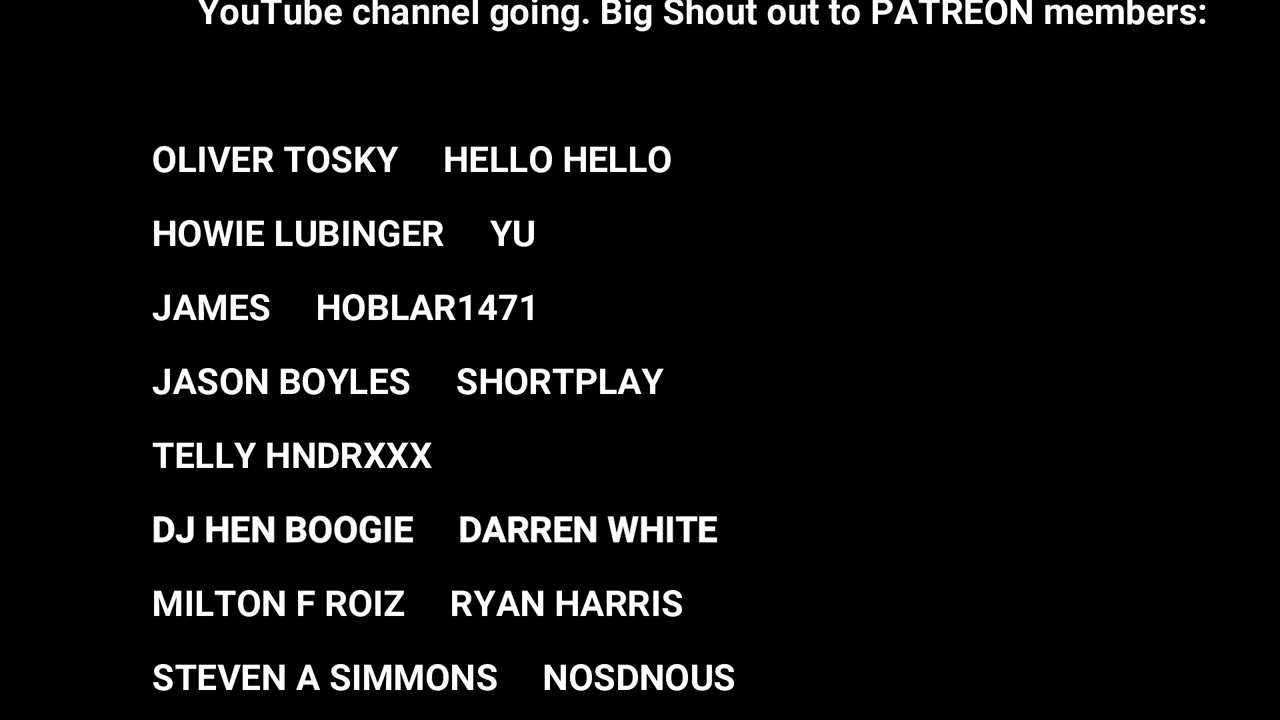 YouTube channel going. Big Shout out to PATREON members:
OLIVER TOSKY HELLO HELLO
HOWIE LUBINGER YU
JAMES HOBLAR1471
JASON BOYLES SHORTPLAY
TELLY HNDRXXX
DJ HEN BOOGIE DARREN WHITE
MILTON F ROIZ RYAN HARRIS
STEVEN A SIMMONS NOSDNOUS